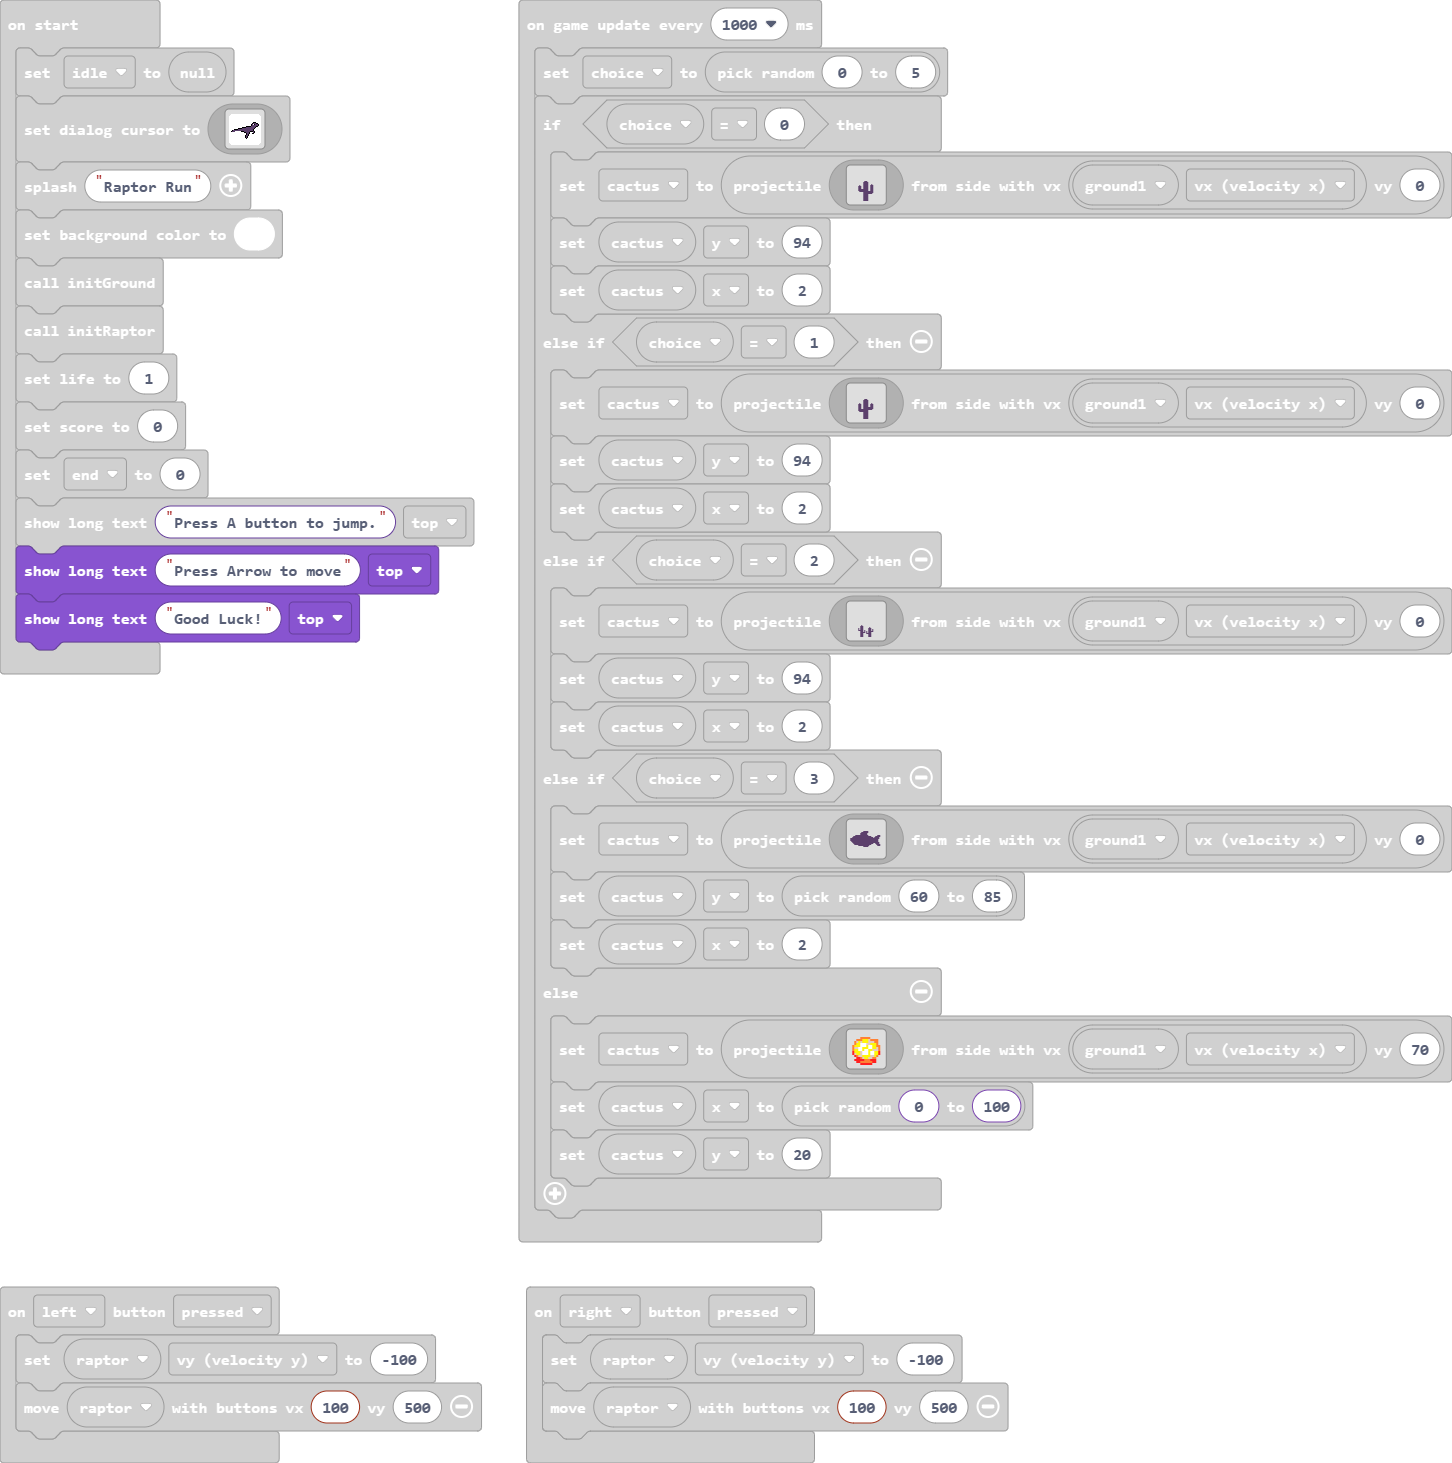 on start
set idle to null
set dialog cursor to
splash "Raptor Run"
set background color to
call initGround
call initRaptor
set life to 1
set score to 0
set end to 0
show long text "Press A button to jump." top
show long text "Press Arrow to move" top
show long text "Good Luck!" top
on game update every 1000 ms
set choice to pick random 0 to 5
if choice = 0 then
set cactus to projectile from side with vx ground1 vx (velocity x) vy 0
set cactus y to 94
set cactus x to 2
else if choice = 1 then
set cactus to projectile from side with vx ground1 vx (velocity x) vy 0
set cactus y to 94
set cactus x to 2
else if choice = 2 then
set cactus to projectile from side with vx ground1 vx (velocity x) vy 0
set cactus y to 94
set cactus x to 2
else if choice = 3 then
set cactus to projectile from side with vx ground1 vx (velocity x) vy 0
set cactus y to pick random 60 to 85
set cactus x to 2
else
set cactus to projectile from side with vx ground1 vx (velocity x) vy 70
set cactus x to pick random 0 to 100
set cactus y to 20
on left button pressed
set raptor vy (velocity y) to -100
move raptor with buttons vx 100 vy 500
on right button pressed
set raptor vy (velocity y) to -100
move raptor with buttons vx 100 vy 500